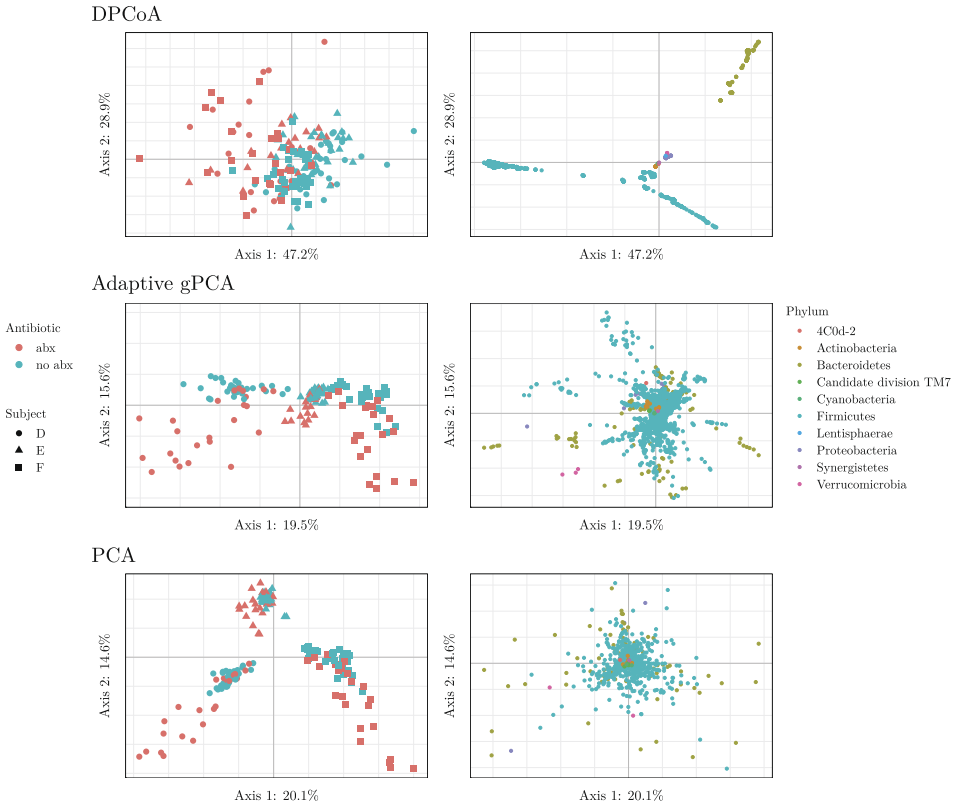 DPCoA
Axis 2: 28.9%
Axis 1: 47.2%
Axis 2: 28.9%
Axis 1: 47.2%
Adaptive gPCA
Antibiotic
abx
no abx
Subject
D
E
F
Axis 2: 15.6%
Axis 1: 19.5%
Axis 2: 15.6%
Axis 1: 19.5%
Phylum
4C0d-2
Actinobacteria
Bacteroidetes
Candidate division TM7
Cyanobacteria
Firmicutes
Lentisphaerae
Proteobacteria
Synergistetes
Verrucomicrobia
PCA
Axis 2: 14.6%
Axis 1: 20.1%
Axis 2: 14.6%
Axis 1: 20.1%